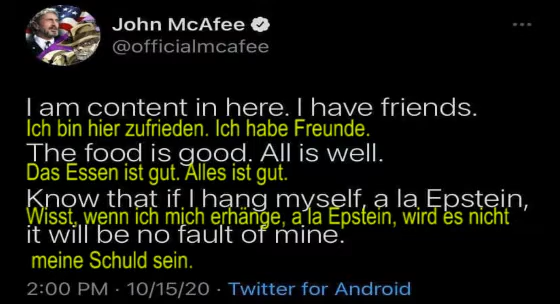 John McAfee
@officialmcafee
I am content in here. I have friends.
Ich bin hier zufrieden. Ich habe Freunde.
The food is good. All is well.
Das Essen ist gut. Alles ist gut.
Know that if I hang myself, a la Epstein,
Wisst, wenn ich mich erhänge, a la Epstein, wird es nicht
it will be no fault of mine.
meine Schuld sein.
2:00 PM · 10/15/20 · Twitter for Android